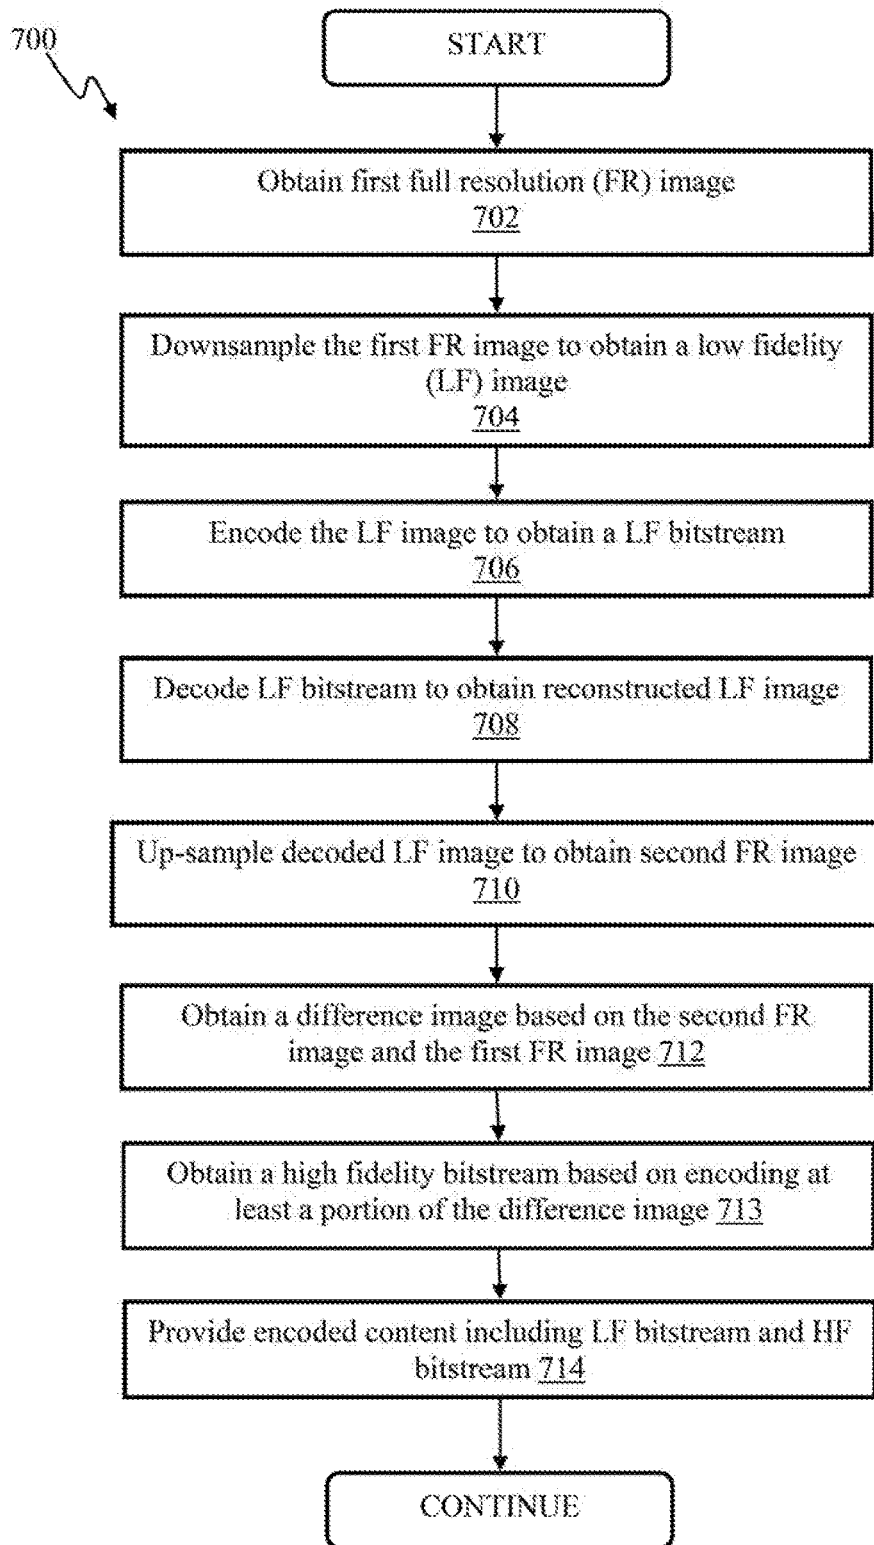 700
START
Obtain first full resolution (FR) image
702
Downsample the first FR image to obtain a low fidelity
(LF) image
704
Encode the LF image to obtain a LF bitstream
706
Decode LF bitstream to obtain reconstructed LF image
708
Up-sample decoded LF image to obtain second FR image
710
Obtain a difference image based on the second FR
image and the first FR image 712
Obtain a high fidelity bitstream based on encoding at
least a portion of the difference image 713
Provide encoded content including LF bitstream and HF
bitstream 714
CONTINUE